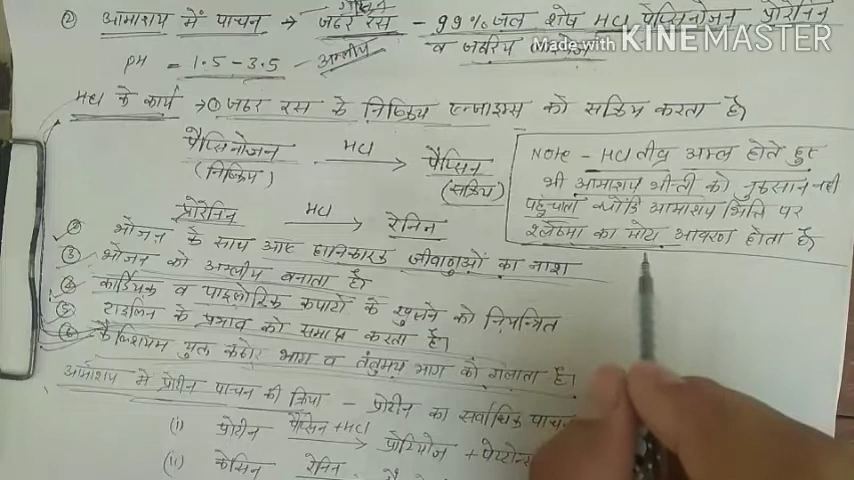 ② आमाशय में पाचन → जठर रस - 99% जल शेष HCl पेप्सिनोजन प्रोरेनिन
व जठरीय
Made with KINEMASTER
PH = 1.5 - 3.5 - अम्लीय
HCl के कार्य → ① जठर रस के निष्क्रिय एन्जाइम्स को सक्रिय करता है
पैप्सिनोजन HCl → पैप्सिन
(निष्क्रिय) (सक्रिय)
प्रोरेनिन HCl → रेनिन
Note - HCl तीव्र अम्ल होते हुए
भी आमाशय भीत्ती को नुकसान नही
पहुंचाता क्योंकि आमाशय भित्ति पर
श्लेष्मा का मोटा आवरण होता है
② भोजन के साथ आए हानिकारक जीवाणुओं का नाश
③ भोजन को अम्लीय बनाता है।
④ कार्डियक व पाइलोरिक कपाटों के खुलने को नियन्त्रित
⑤ टाइलिन के प्रभाव को समाप्त करता है।
⑥ कैल्शियम युक्त कठोर भाग व तंतुमय भाग को गलाता है।
आमाशय में प्रोटीन पाचन की क्रिया - प्रोटीन का सर्वाधिक पाचन
(i) प्रोटीन पैप्सिन + HCl → प्रोटियोज + पेप्टोन्स
(ii) केसिन रेनिन